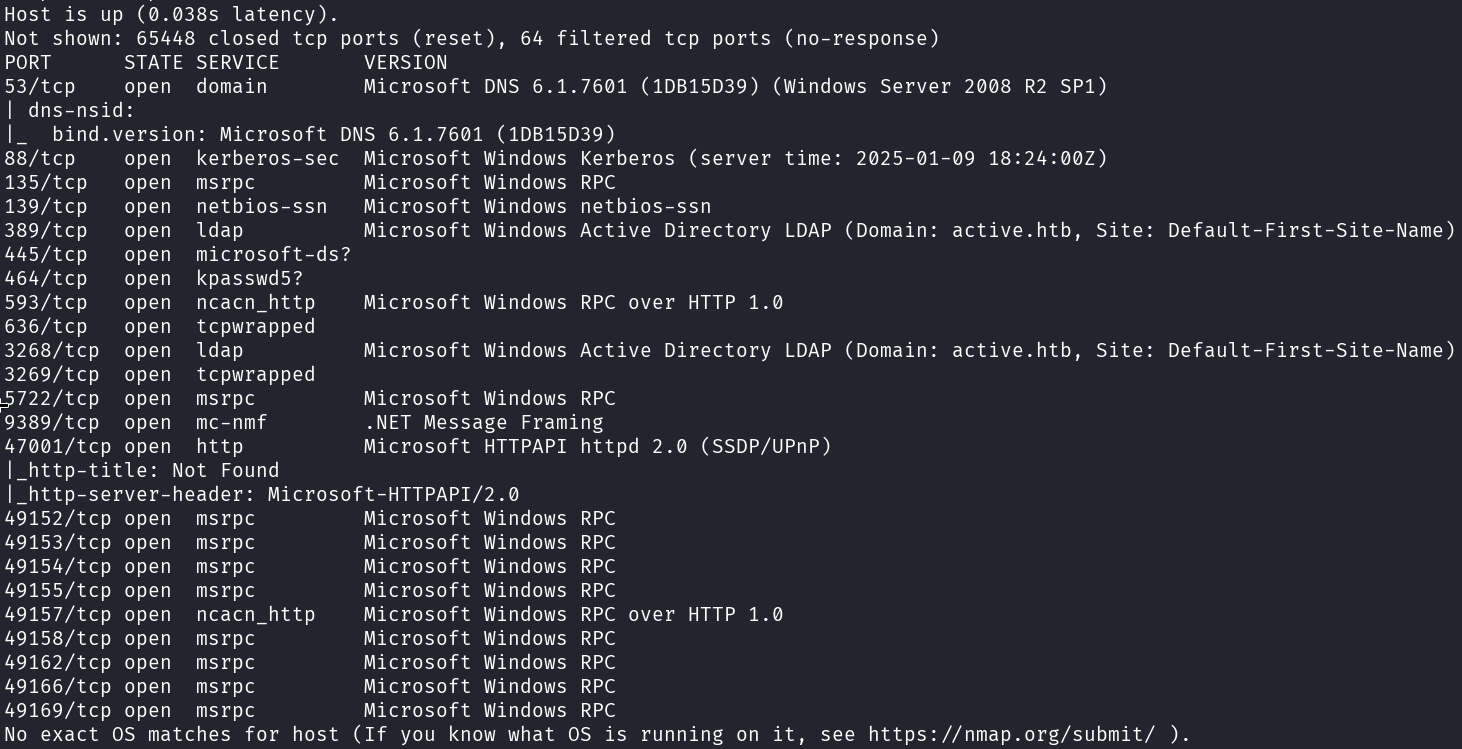 Host is up (0.038s latency).
Not shown: 65448 closed tcp ports (reset), 64 filtered tcp ports (no-response)
PORT      STATE SERVICE       VERSION
53/tcp    open  domain        Microsoft DNS 6.1.7601 (1DB15D39) (Windows Server 2008 R2 SP1)
| dns-nsid:
|_  bind.version: Microsoft DNS 6.1.7601 (1DB15D39)
88/tcp    open  kerberos-sec  Microsoft Windows Kerberos (server time: 2025-01-09 18:24:00Z)
135/tcp   open  msrpc         Microsoft Windows RPC
139/tcp   open  netbios-ssn   Microsoft Windows netbios-ssn
389/tcp   open  ldap          Microsoft Windows Active Directory LDAP (Domain: active.htb, Site: Default-First-Site-Name)
445/tcp   open  microsoft-ds?
464/tcp   open  kpasswd5?
593/tcp   open  ncacn_http    Microsoft Windows RPC over HTTP 1.0
636/tcp   open  tcpwrapped
3268/tcp  open  ldap          Microsoft Windows Active Directory LDAP (Domain: active.htb, Site: Default-First-Site-Name)
3269/tcp  open  tcpwrapped
5722/tcp  open  msrpc         Microsoft Windows RPC
9389/tcp  open  mc-nmf        .NET Message Framing
47001/tcp open  http          Microsoft HTTPAPI httpd 2.0 (SSDP/UPnP)
|_http-title: Not Found
|_http-server-header: Microsoft-HTTPAPI/2.0
49152/tcp open  msrpc         Microsoft Windows RPC
49153/tcp open  msrpc         Microsoft Windows RPC
49154/tcp open  msrpc         Microsoft Windows RPC
49155/tcp open  msrpc         Microsoft Windows RPC
49157/tcp open  ncacn_http    Microsoft Windows RPC over HTTP 1.0
49158/tcp open  msrpc         Microsoft Windows RPC
49162/tcp open  msrpc         Microsoft Windows RPC
49166/tcp open  msrpc         Microsoft Windows RPC
49169/tcp open  msrpc         Microsoft Windows RPC
No exact OS matches for host (If you know what OS is running on it, see https://nmap.org/submit/ ).